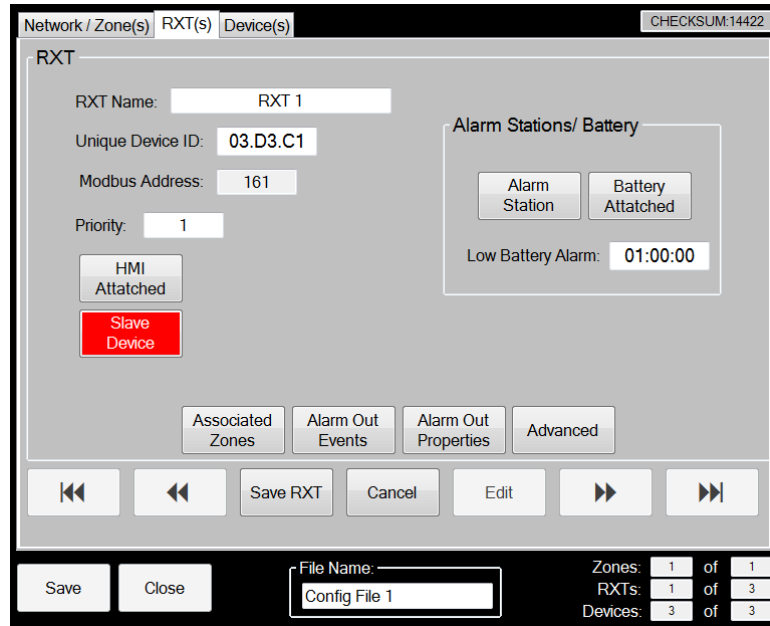 Network / Zone(s) RXT(s) Device(s) CHECKSUM:14422
RXT
RXT Name: RXT 1
Unique Device ID: 03.D3.C1
Modbus Address: 161
Priority: 1
HMI
Attatched
Slave
Device
Alarm Stations/ Battery
Alarm
Station
Battery
Attatched
Low Battery Alarm: 01:00:00
Associated
Zones
Alarm Out
Events
Alarm Out
Properties
Advanced
Save RXT Cancel Edit
Save Close
File Name:
Config File 1
Zones: 1 of 1
RXTs: 1 of 3
Devices: 3 of 3